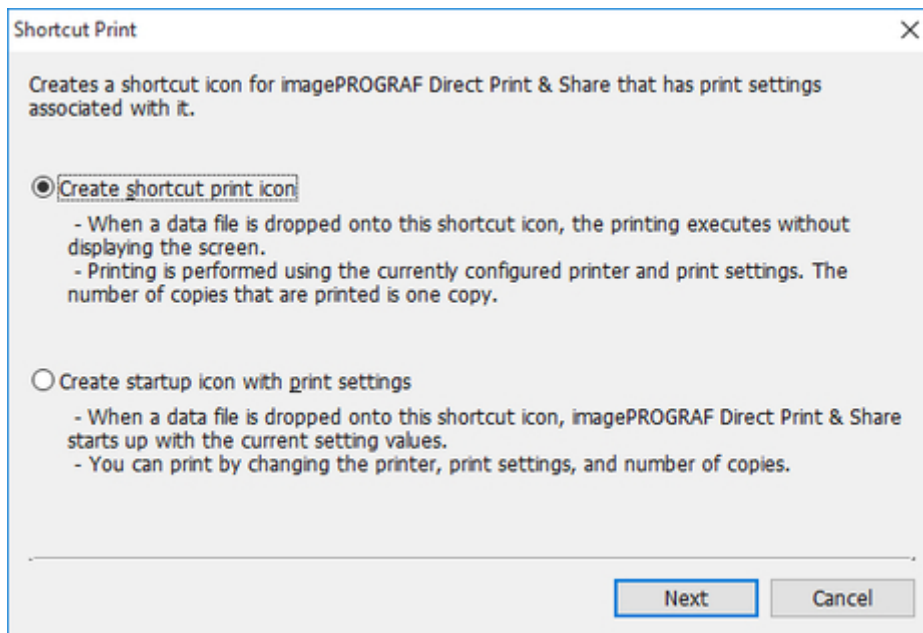 Shortcut Print
Creates a shortcut icon for imagePROGRAF Direct Print & Share that has print settings
associated with it.
Create shortcut print icon
- When a data file is dropped onto this shortcut icon, the printing executes without
displaying the screen.
- Printing is performed using the currently configured printer and print settings. The
number of copies that are printed is one copy.
Create startup icon with print settings
- When a data file is dropped onto this shortcut icon, imagePROGRAF Direct Print & Share
starts up with the current setting values.
- You can print by changing the printer, print settings, and number of copies.
Next Cancel